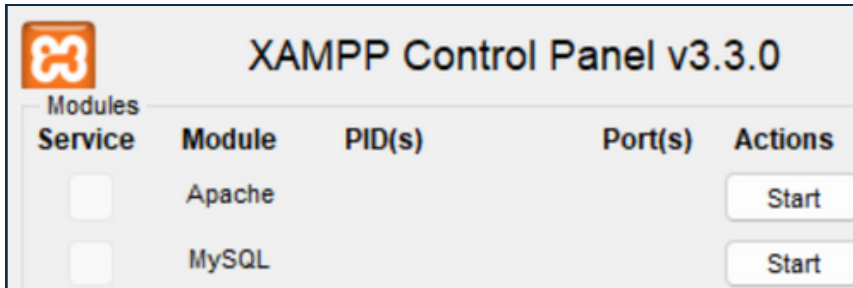 XAMPP Control Panel v3.3.0
Modules
Service Module PID(s) Port(s) Actions
Apache Start
MySQL Start